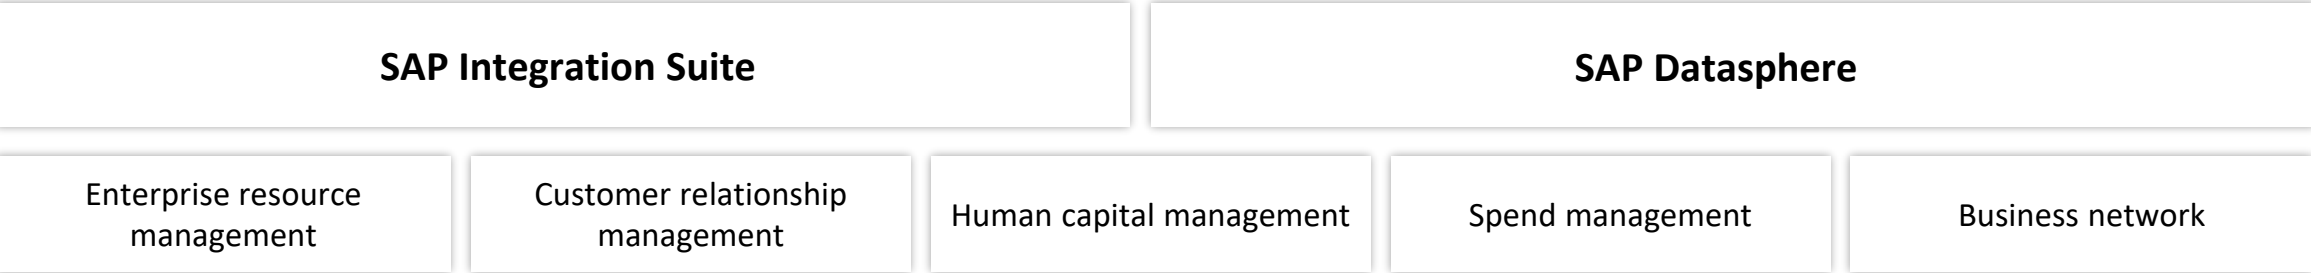 SAP Integration Suite
SAP Datasphere
Enterprise resource
management
Customer relationship
management
Human capital management
Spend management
Business network